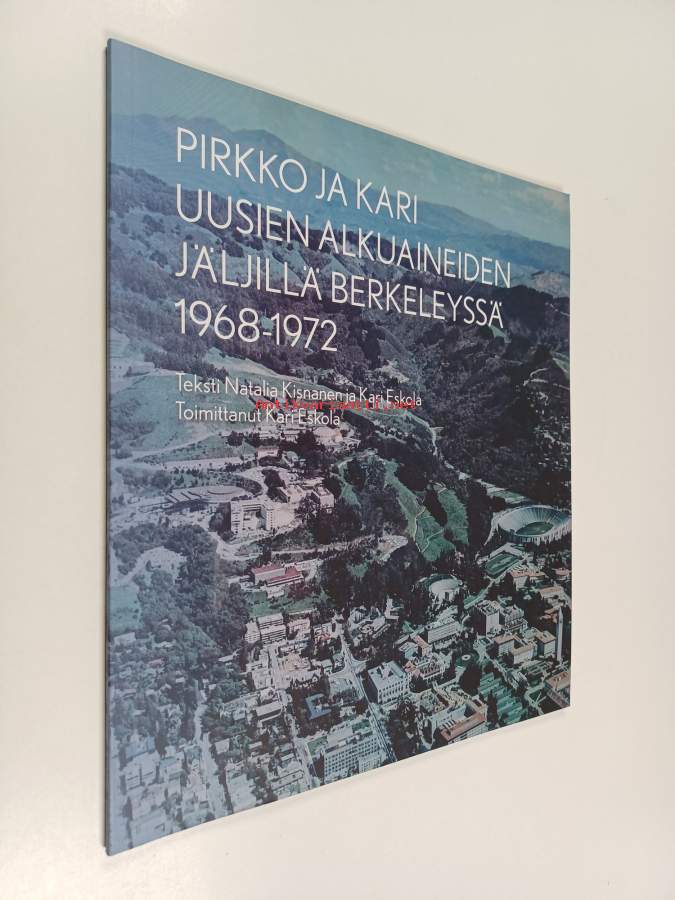 PIRKKO JA KARI
UUSIEN ALKUAINEIDEN
JÄLJILLÄ BERKELEYSSÄ
1968-1972
Teksti Natalia Kisnanen ja Kari Eskola
Toimittanut Kari Eskola